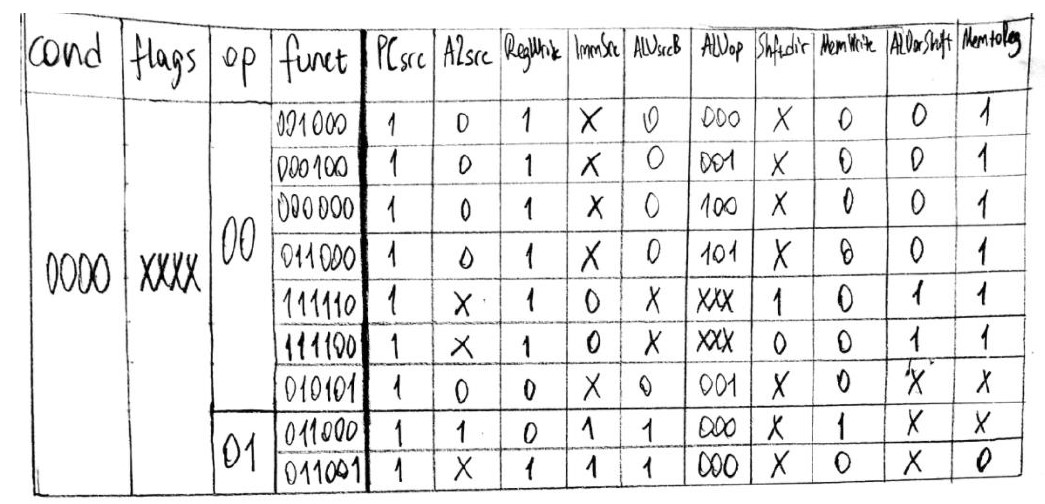 cond flags op funct PCsrc A2src RegWrite ImmSrc ALUsrcB ALUop Shftdir MemWrite ALUorShift MemtoReg
0000 XXXX 00 001000 1 0 1 X 0 000 X 0 0 1
000100 1 0 1 X 0 001 X 0 0 1
000000 1 0 1 X 0 100 X 0 0 1
011000 1 0 1 X 0 101 X 0 0 1
111110 1 X 1 0 X XXX 1 0 1 1
111100 1 X 1 0 X XXX 0 0 1 1
010101 1 0 0 X 0 001 X 0 X X
01 011000 1 1 0 1 1 000 X 1 X X
011001 1 X 1 1 1 000 X 0 X 0